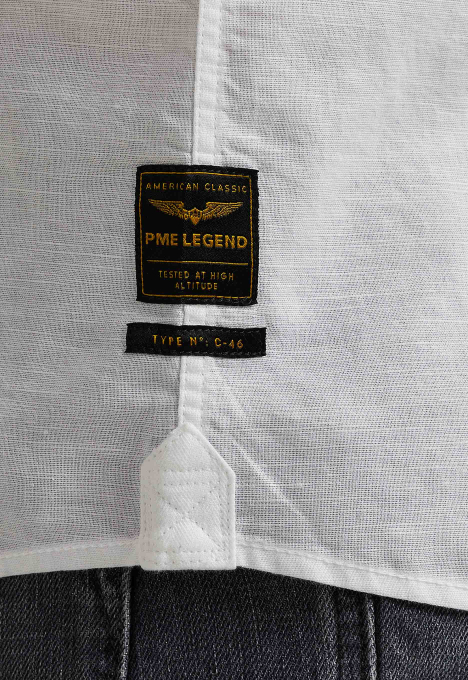 AMERICAN CLASSIC
PME LEGEND
TESTED AT HIGH
ALTITUDE
TYPE Nº: C-46